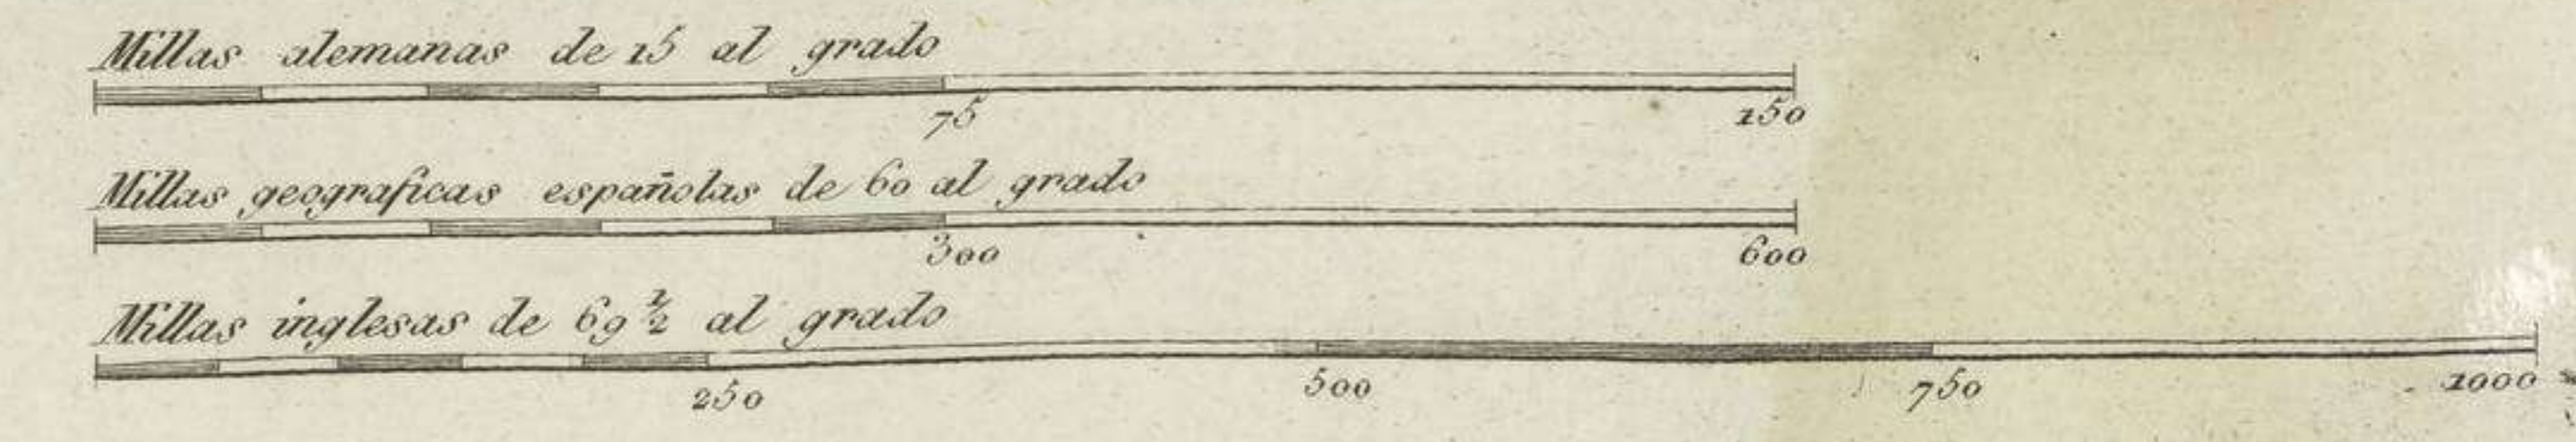 Millas alemanas de 15 al grado
75 150
Millas geograficas españolas de 60 al grado
300 600
Millas inglesas de 69 ½ al grado
250 500 750 1000